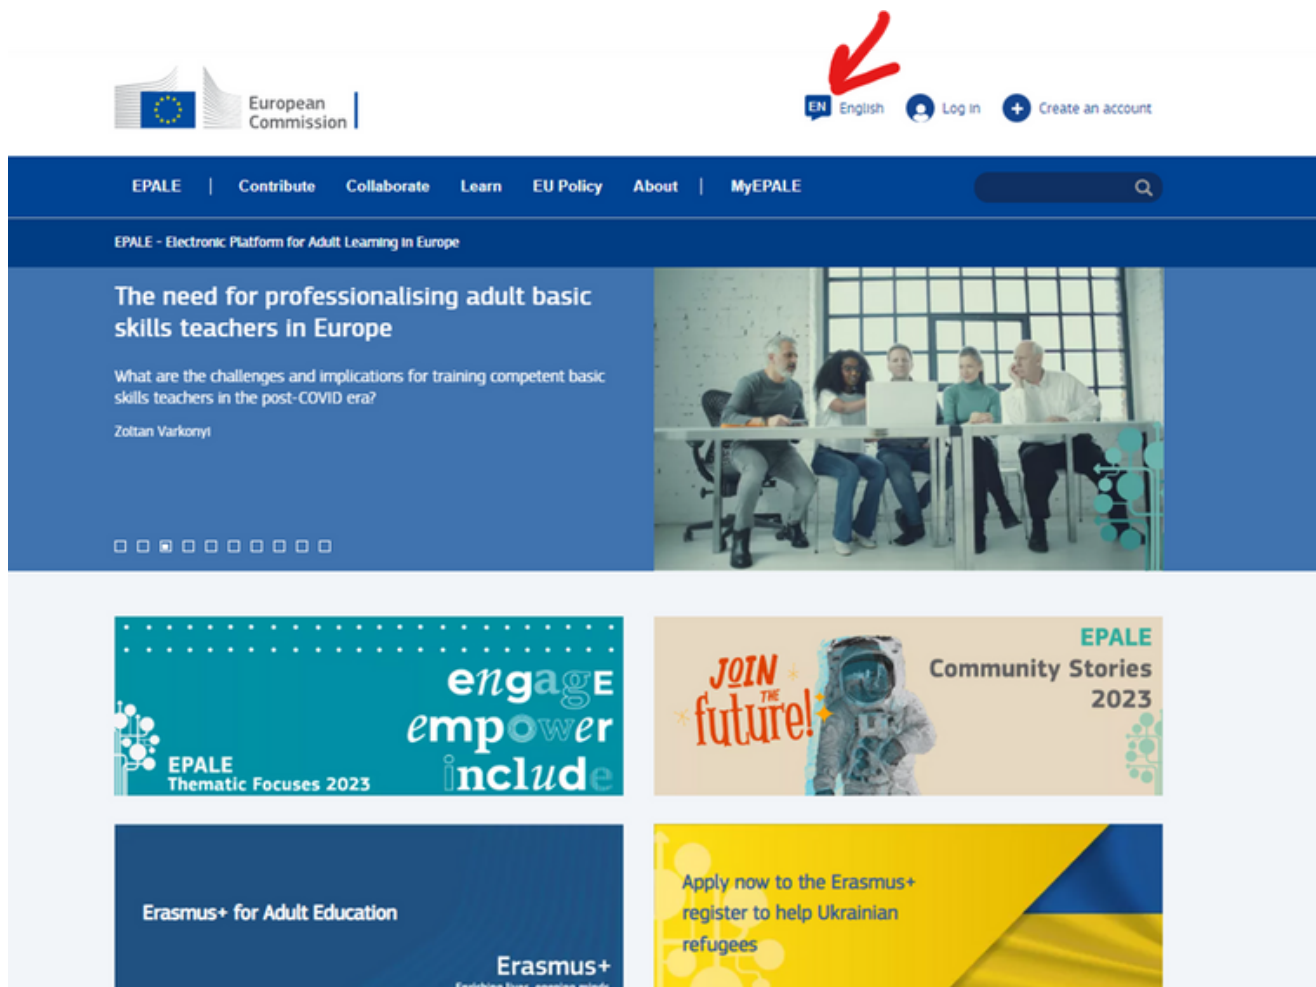 European
Commission
EN English Log in Create an account
EPALE | Contribute Collaborate Learn EU Policy About | MyEPALE
EPALE - Electronic Platform for Adult Learning in Europe
The need for professionalising adult basic
skills teachers in Europe
What are the challenges and implications for training competent basic
skills teachers in the post-COVID era?
Zoltan Varkonyi
engage
empower
include
EPALE
Thematic Focuses 2023
JOIN
THE
future!
EPALE
Community Stories
2023
Erasmus+ for Adult Education
Erasmus+
Enriching lives, opening minds
Apply now to the Erasmus+
register to help Ukrainian
refugees